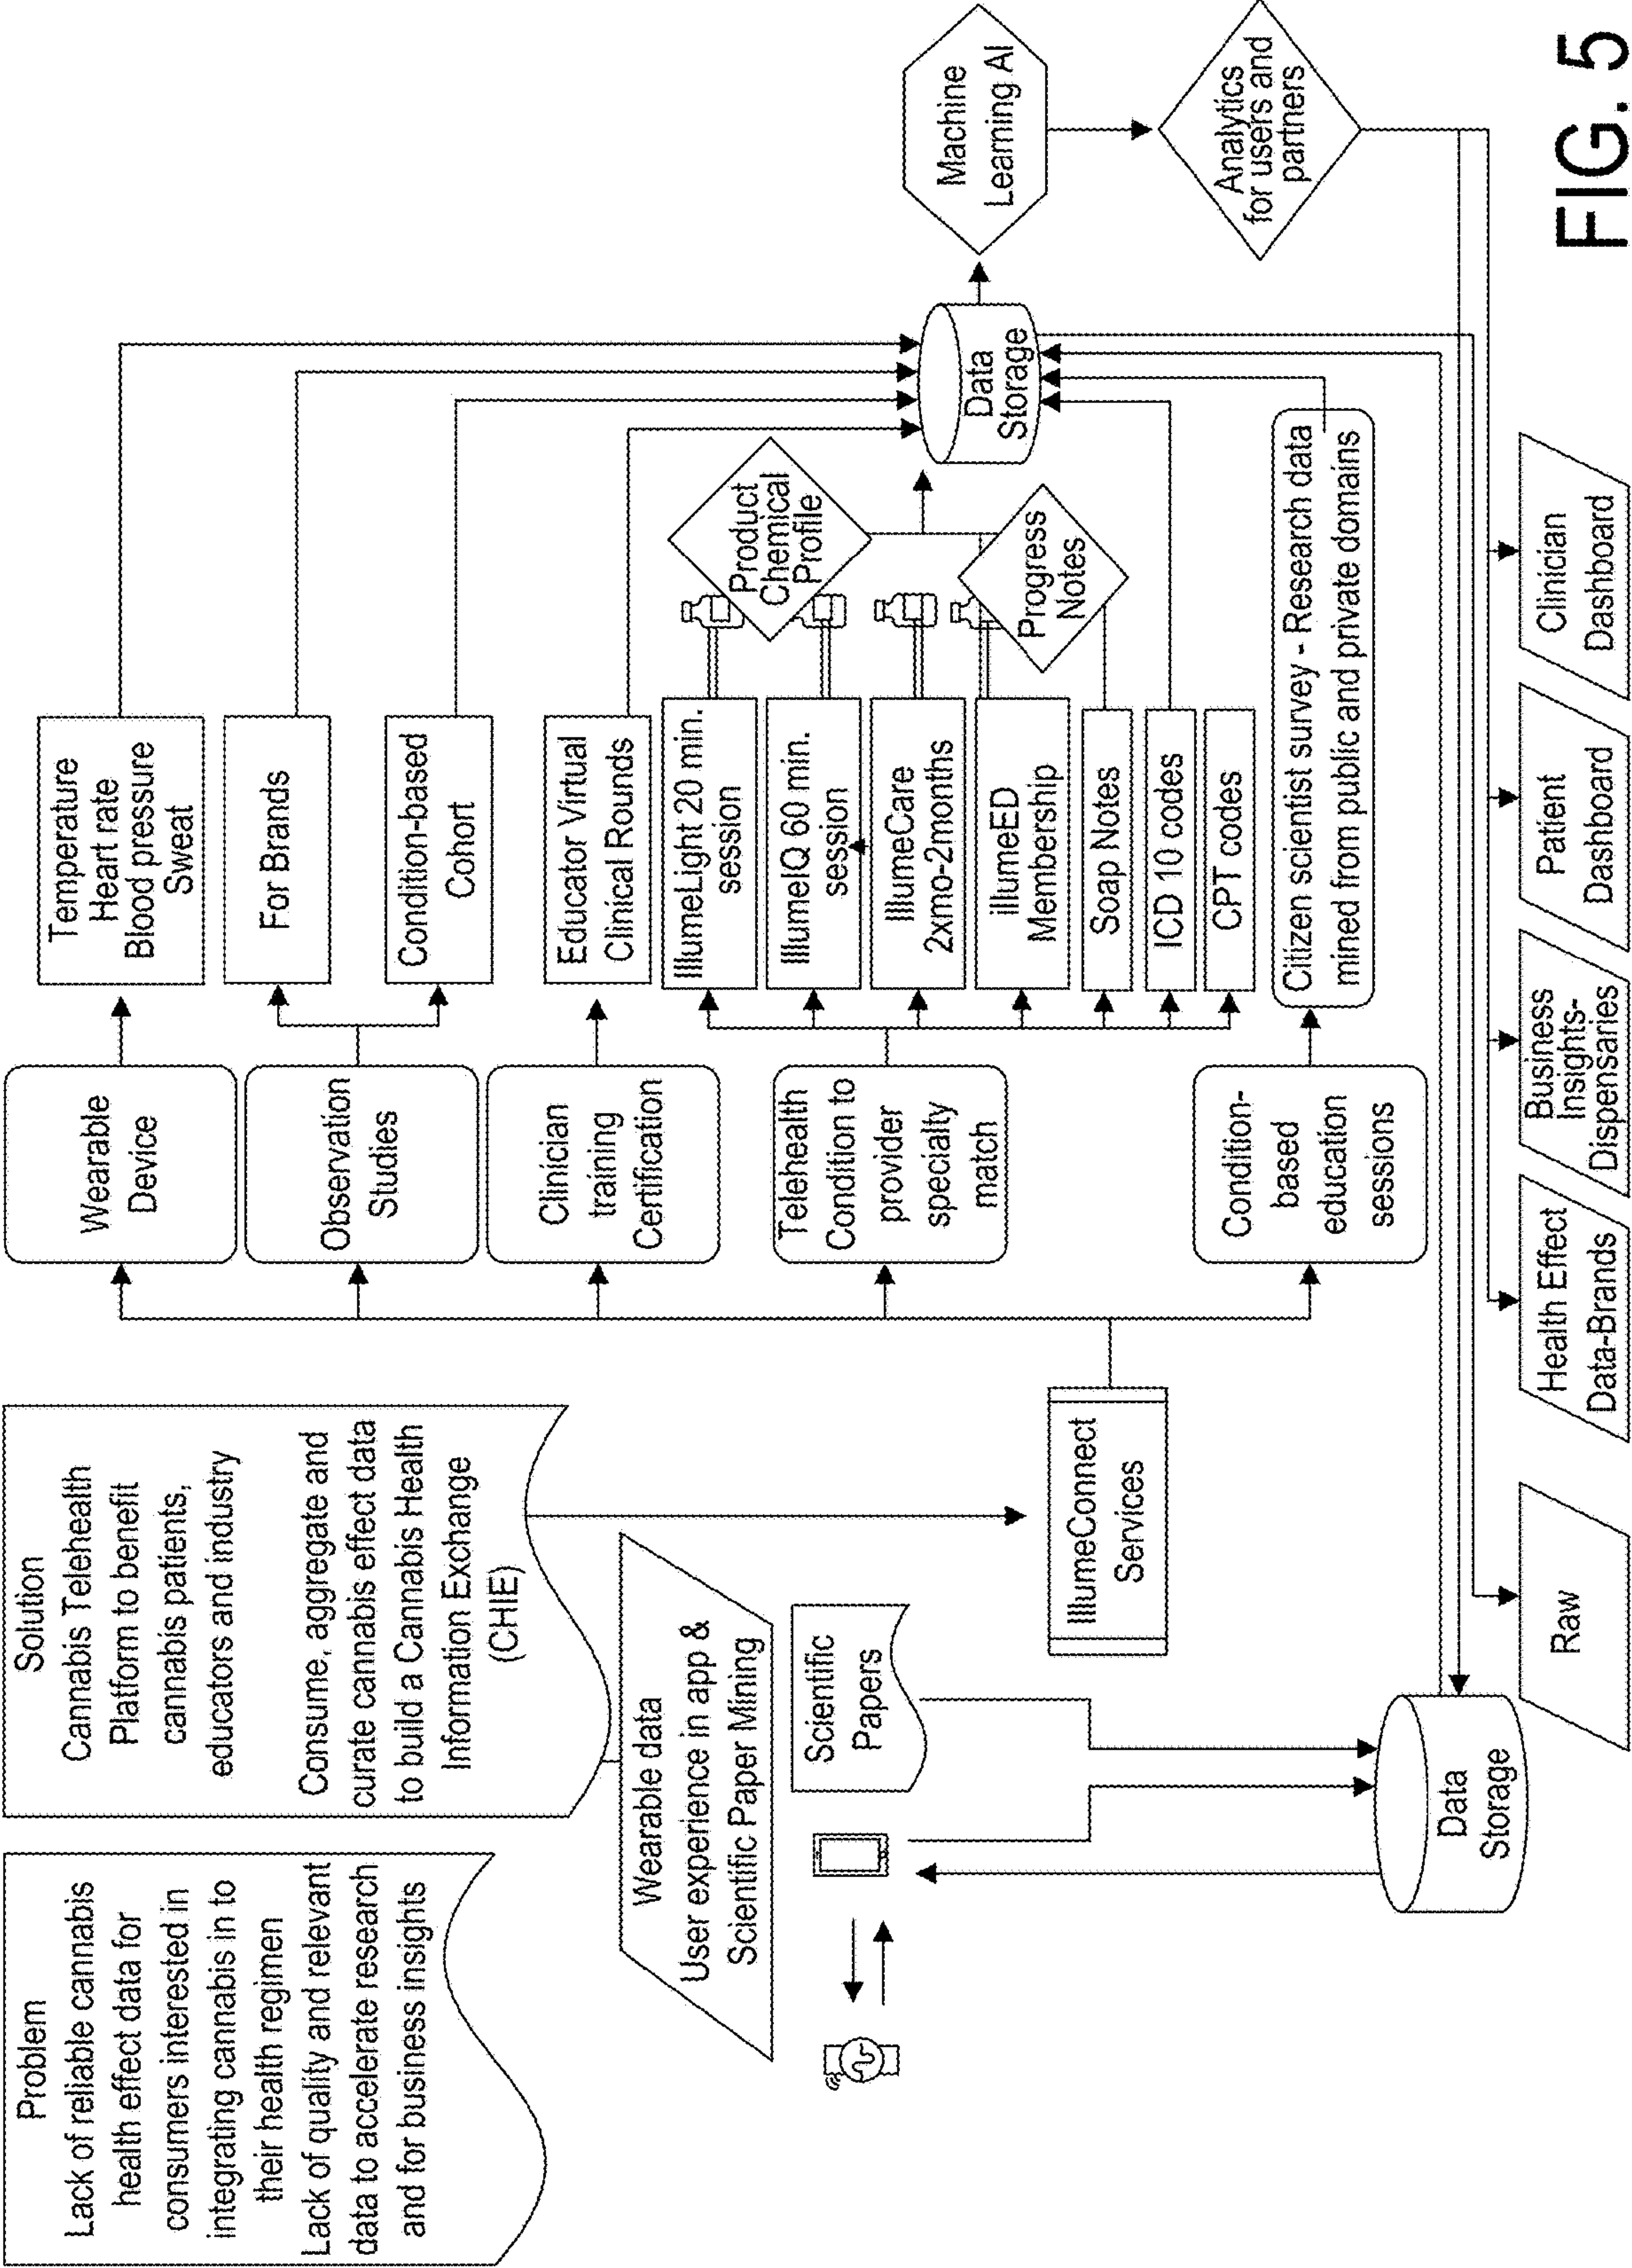 Problem
Lack of reliable cannabis
health effect data for
consumers interested in
integrating cannabis in to
their health regimen
Lack of quality and relevant
data to accelerate research
and for business insights
Solution
Cannabis Telehealth
Platform to benefit
cannabis patients,
educators and industry
Consume, aggregate and
curate cannabis effect data
to build a Cannabis Health
Information Exchange
(CHIE)
Wearable data
User experience in app &
Scientific Paper Mining
Scientific
Papers
Data
Storage
IllumeConnect
Services
Wearable
Device
Observation
Studies
Clinician
training
Certification
Telehealth
Condition to
provider
specialty
match
Condition-
based
education
sessions
Temperature
Heart rate
Blood pressure
Sweat
For Brands
Condition-based
Cohort
Educator Virtual
Clinical Rounds
IllumeLight 20 min.
session
IllumeIQ 60 min.
session
IllumeCare
2xmo-2months
illumeED
Membership
Soap Notes
ICD 10 codes
CPT codes
Citizen scientist survey - Research data
mined from public and private domains
Product
Chemical
Profile
Progress
Notes
Data
Storage
Machine
Learning AI
Analytics
for users and
partners
Raw
Health Effect
Data-Brands
Business
Insights-
Dispensaries
Patient
Dashboard
Clinician
Dashboard
FIG. 5